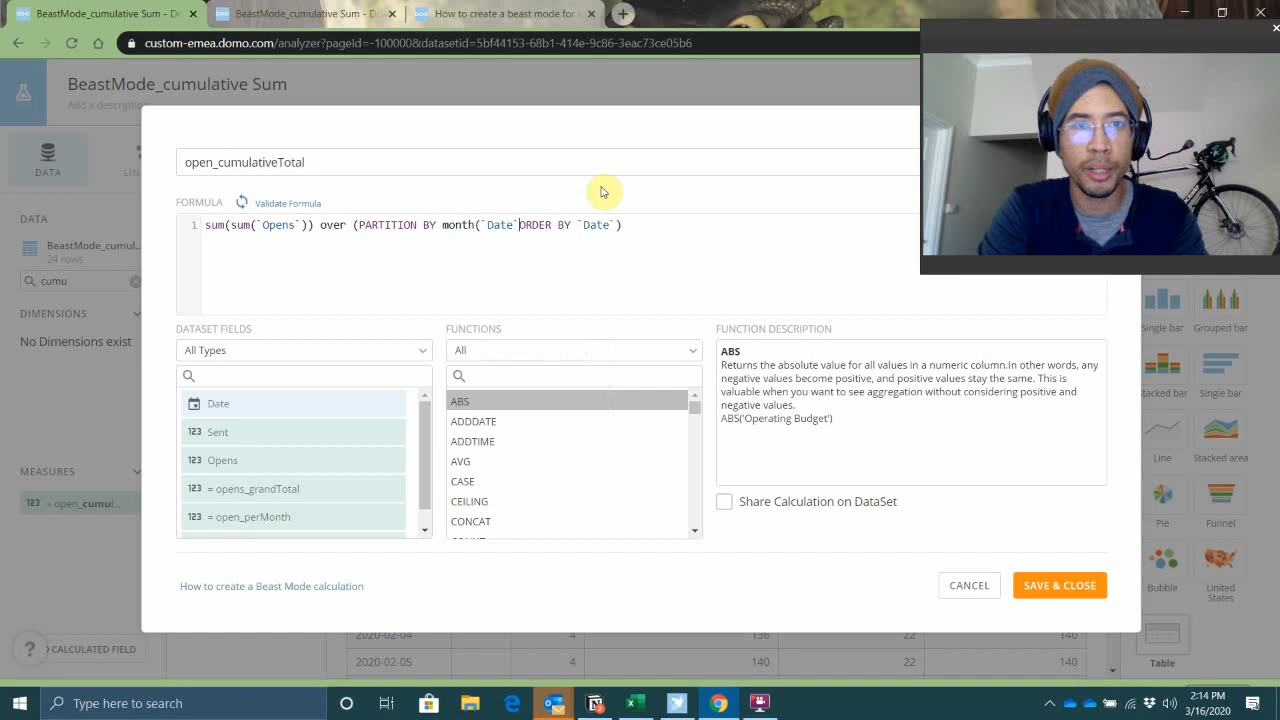 BeastMode_cumulative Sum
BeastMode_cumulative Sum - D
How to create a beast mode for
custom-emea.domo.com/analyzer?pageId=-100000&datasetid=5bf44153-68b1-414e-9c86-3eac73ce05b6
BeastMode_cumulative Sum
Add a description
DATA
open_cumulativeTotal
FORMULA
Validate Formula
1 sum(sum(`Opens`)) over (PARTITION BY month(`Date`ORDER BY `Date`)
DATA
BeastMode_cumul...
24 rows
cumu
DIMENSIONS
No Dimensions exist
MEASURES
123 = open_cumul...
CALCULATED FIELD
DATASET FIELDS
All Types
Date
123 Sent
123 Opens
123 = opens_grandTotal
123 = open_perMonth
FUNCTIONS
All
ABS
ADDDATE
ADDTIME
AVG
CASE
CEILING
CONCAT
COUNT
FUNCTION DESCRIPTION
ABS
Returns the absolute value for all values in a numeric column.In other words, any
negative values become positive, and positive values stay the same. This is
valuable when you want to see aggregation without considering positive and
negative values.
ABS('Operating Budget')
Share Calculation on DataSet
How to create a Beast Mode calculation
CANCEL
SAVE & CLOSE
Single bar
Grouped bar
Line
Stacked area
Pie
Funnel
Bubble
United
States
Table
2020-02-04 4 136 22 140
2020-02-05 4 140 22 140
?
Type here to search
2:14 PM
3/16/2020